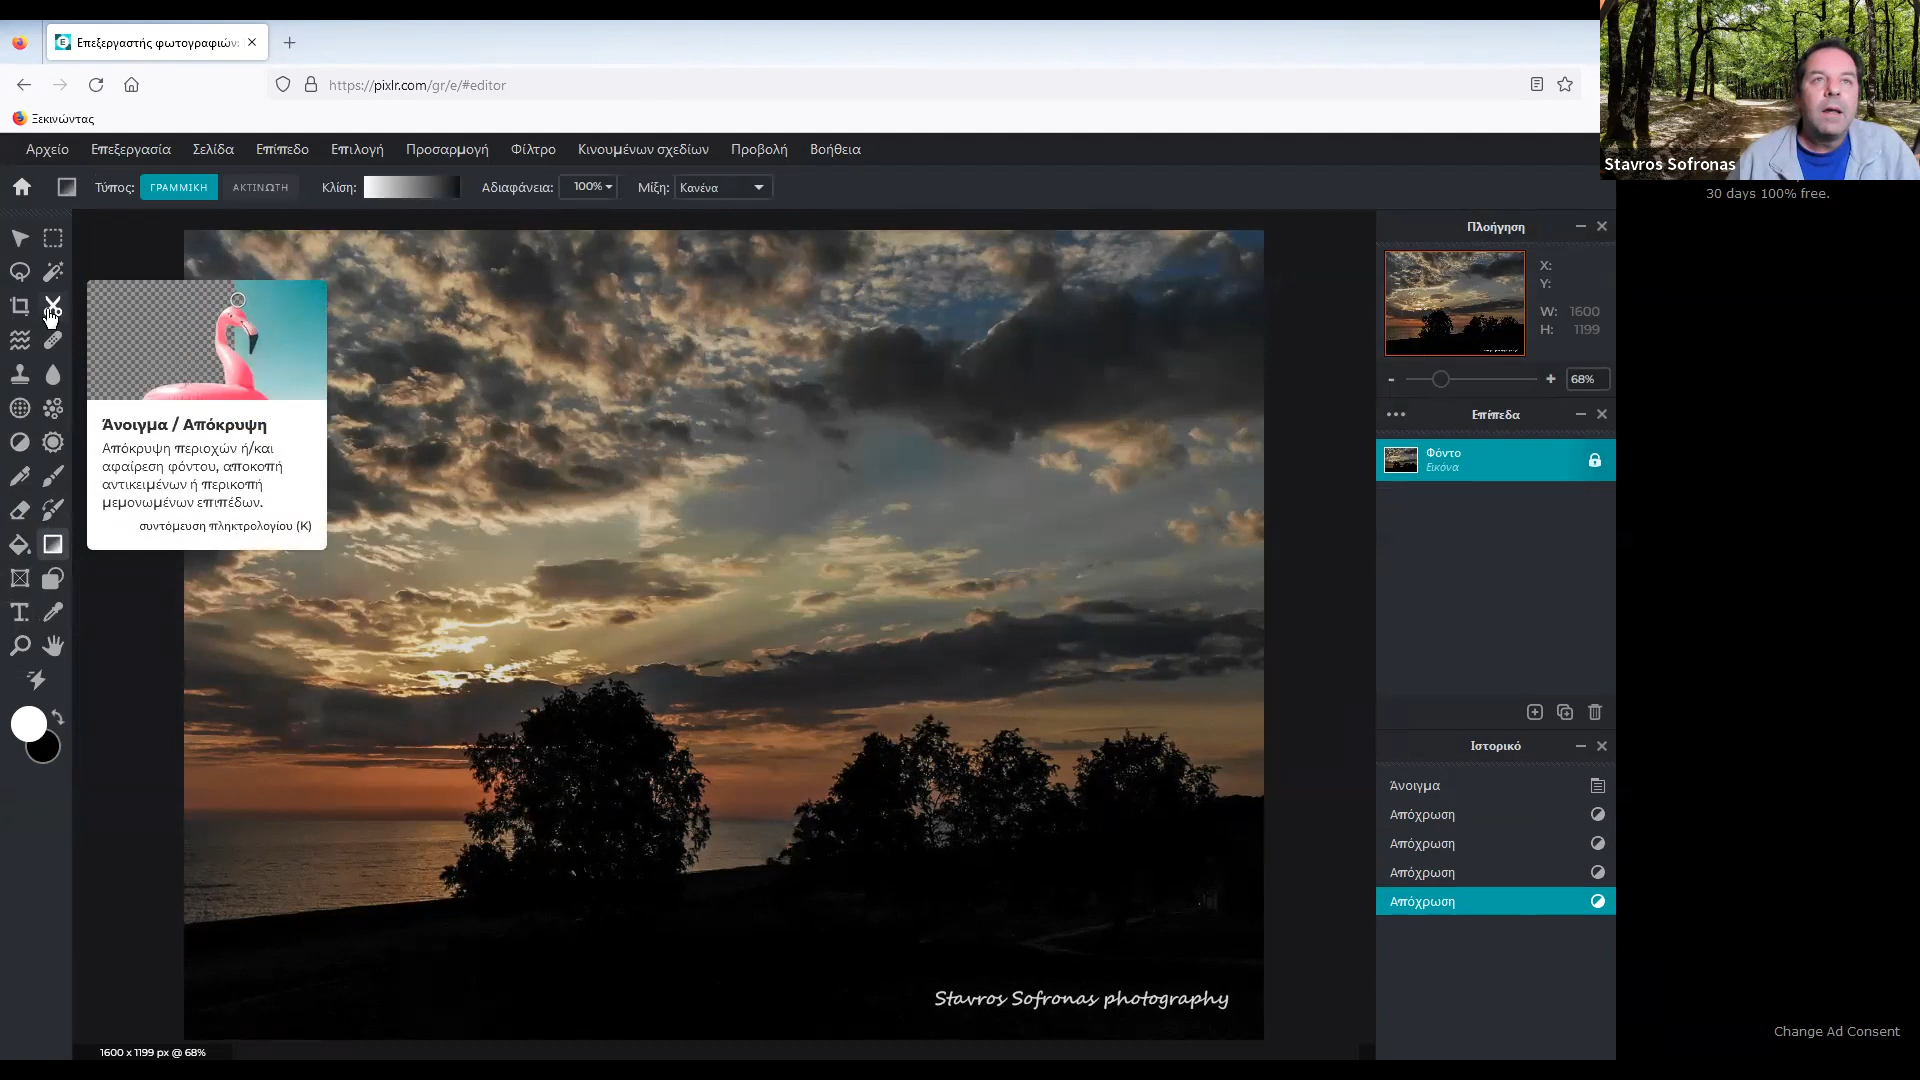 Επεξεργαστής φωτογραφιών:
https://pixlr.com/gr/e/#editor
Ξεκινώντας
Αρχείο Επεξεργασία Σελίδα Επίπεδο Επιλογή Προσαρμογή Φίλτρο Κινουμένων σχεδίων Προβολή Βοήθεια
Τύπος: ΓΡΑΜΜΙΚΗ ΑΚΤΙΝΩΤΗ Κλίση: Αδιαφάνεια: 100% Μίξη: Κανένα
Stavros Sofronas
30 days 100% free.
Άνοιγμα / Απόκρυψη
Απόκρυψη περιοχών ή/και
αφαίρεση φόντου, αποκοπή
αντικειμένων ή περικοπή
μεμονωμένων επιπέδων.
συντόμευση πληκτρολογίου (K)
Stavros Sofronas photography
1600 x 1199 px @ 68%
Πλοήγηση
X:
Y:
W: 1600
H: 1199
- + 68%
Επίπεδα
Φόντο
Εικόνα
Ιστορικό
Άνοιγμα
Απόχρωση
Απόχρωση
Απόχρωση
Απόχρωση
Change Ad Consent